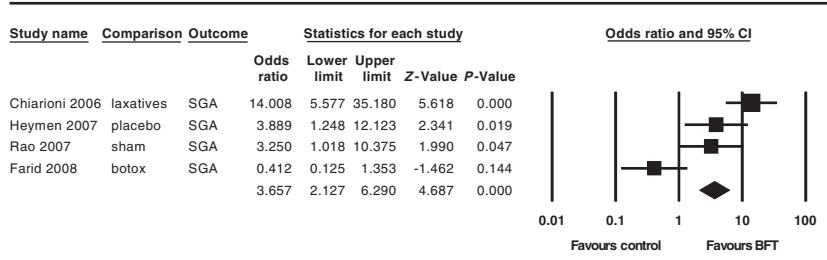 Study name Comparison Outcome Statistics for each study Odds ratio and 95% CI
Odds ratio Lower limit Upper limit Z-Value P-Value
Chiarioni 2006 laxatives SGA 14.008 5.577 35.180 5.618 0.000
Heymen 2007 placebo SGA 3.889 1.248 12.123 2.341 0.019
Rao 2007 sham SGA 3.250 1.018 10.375 1.990 0.047
Farid 2008 botox SGA 0.412 0.125 1.353 -1.462 0.144
3.657 2.127 6.290 4.687 0.000
0.01 0.1 1 10 100
Favours control Favours BFT